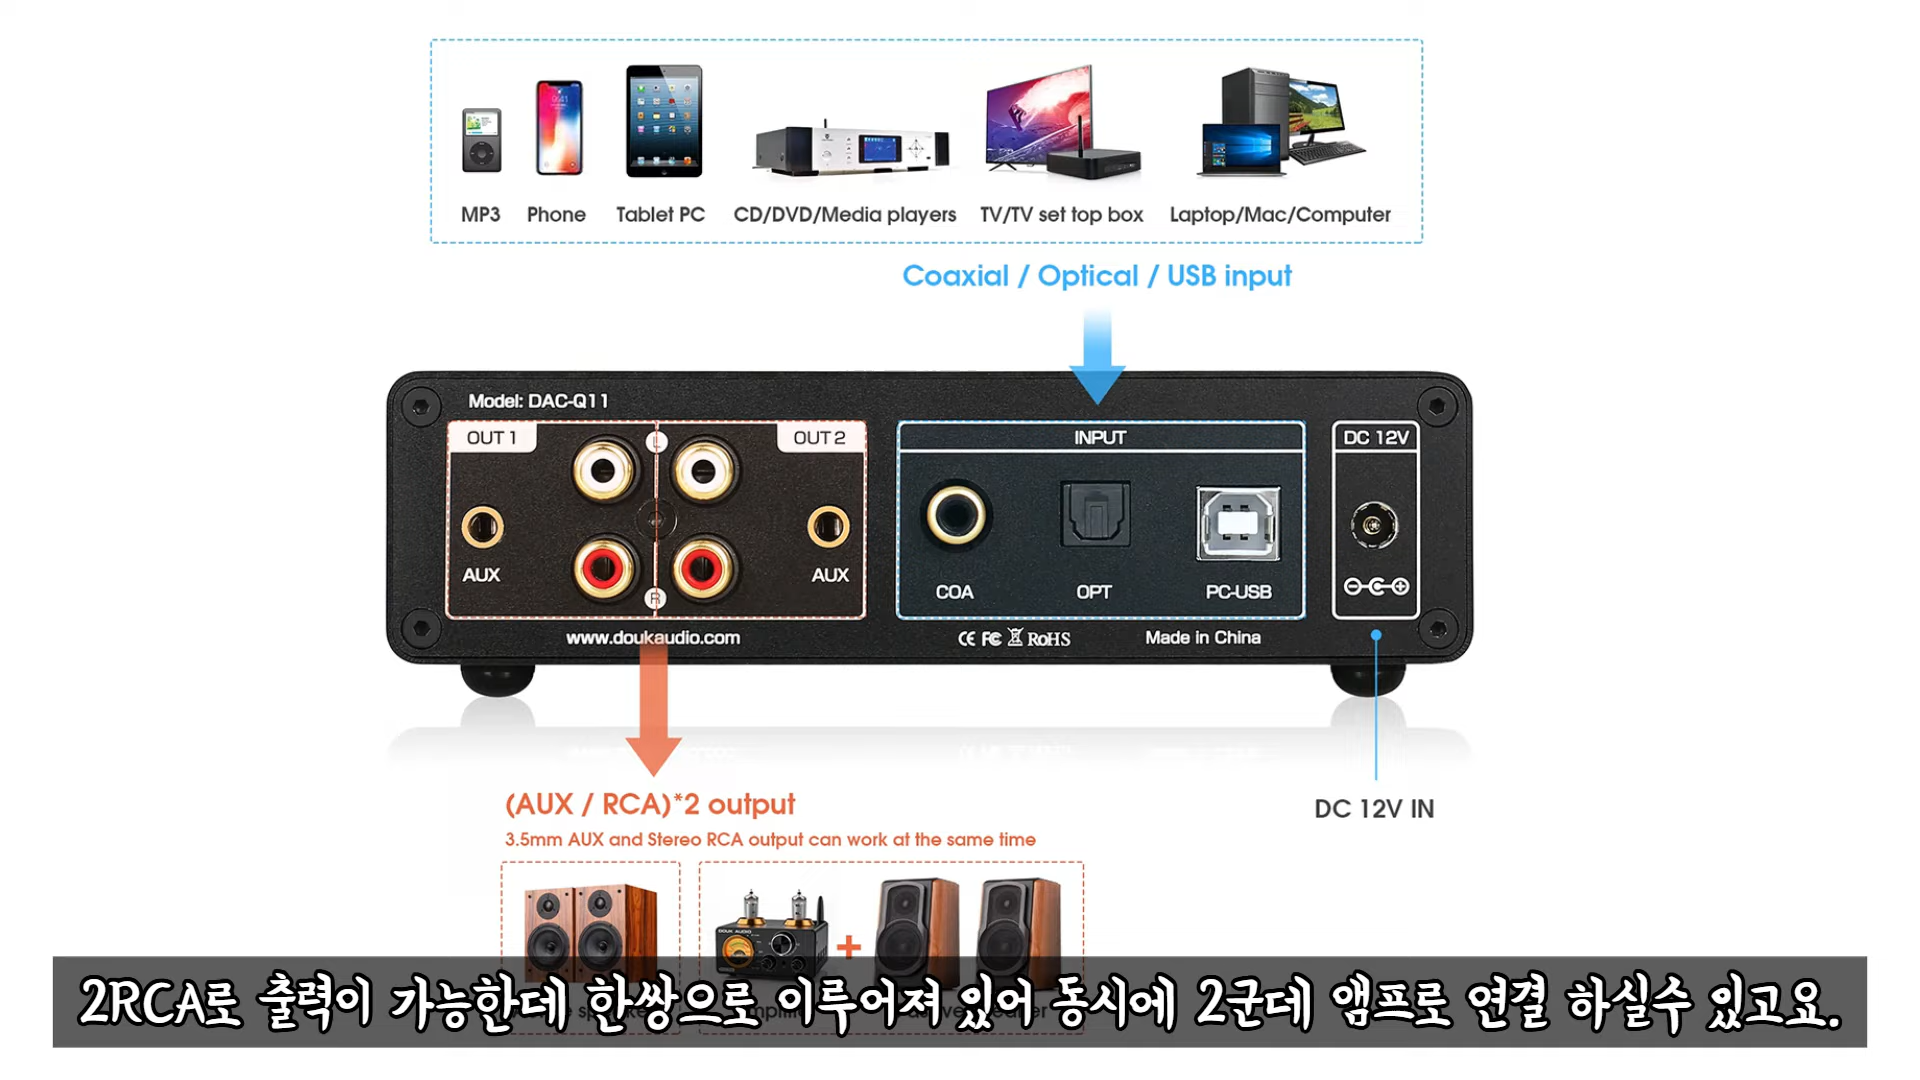 MP3 Phone Tablet PC CD/DVD/Media players TV/TV set top box Laptop/Mac/Computer
Coaxial / Optical / USB input
Model: DAC-Q11
OUT 1 L OUT 2 INPUT DC 12V
AUX AUX
R
COA OPT PC-USB
www.doukaudio.com
CE FC RoHS Made in China
(AUX / RCA)*2 output
3.5mm AUX and Stereo RCA output can work at the same time
DC 12V IN
DOUK AUDIO
2RCA로 출력이 가능한데 한쌍으로 이루어져 있어 동시에 2군데 앰프로 연결 하실수 있고요.